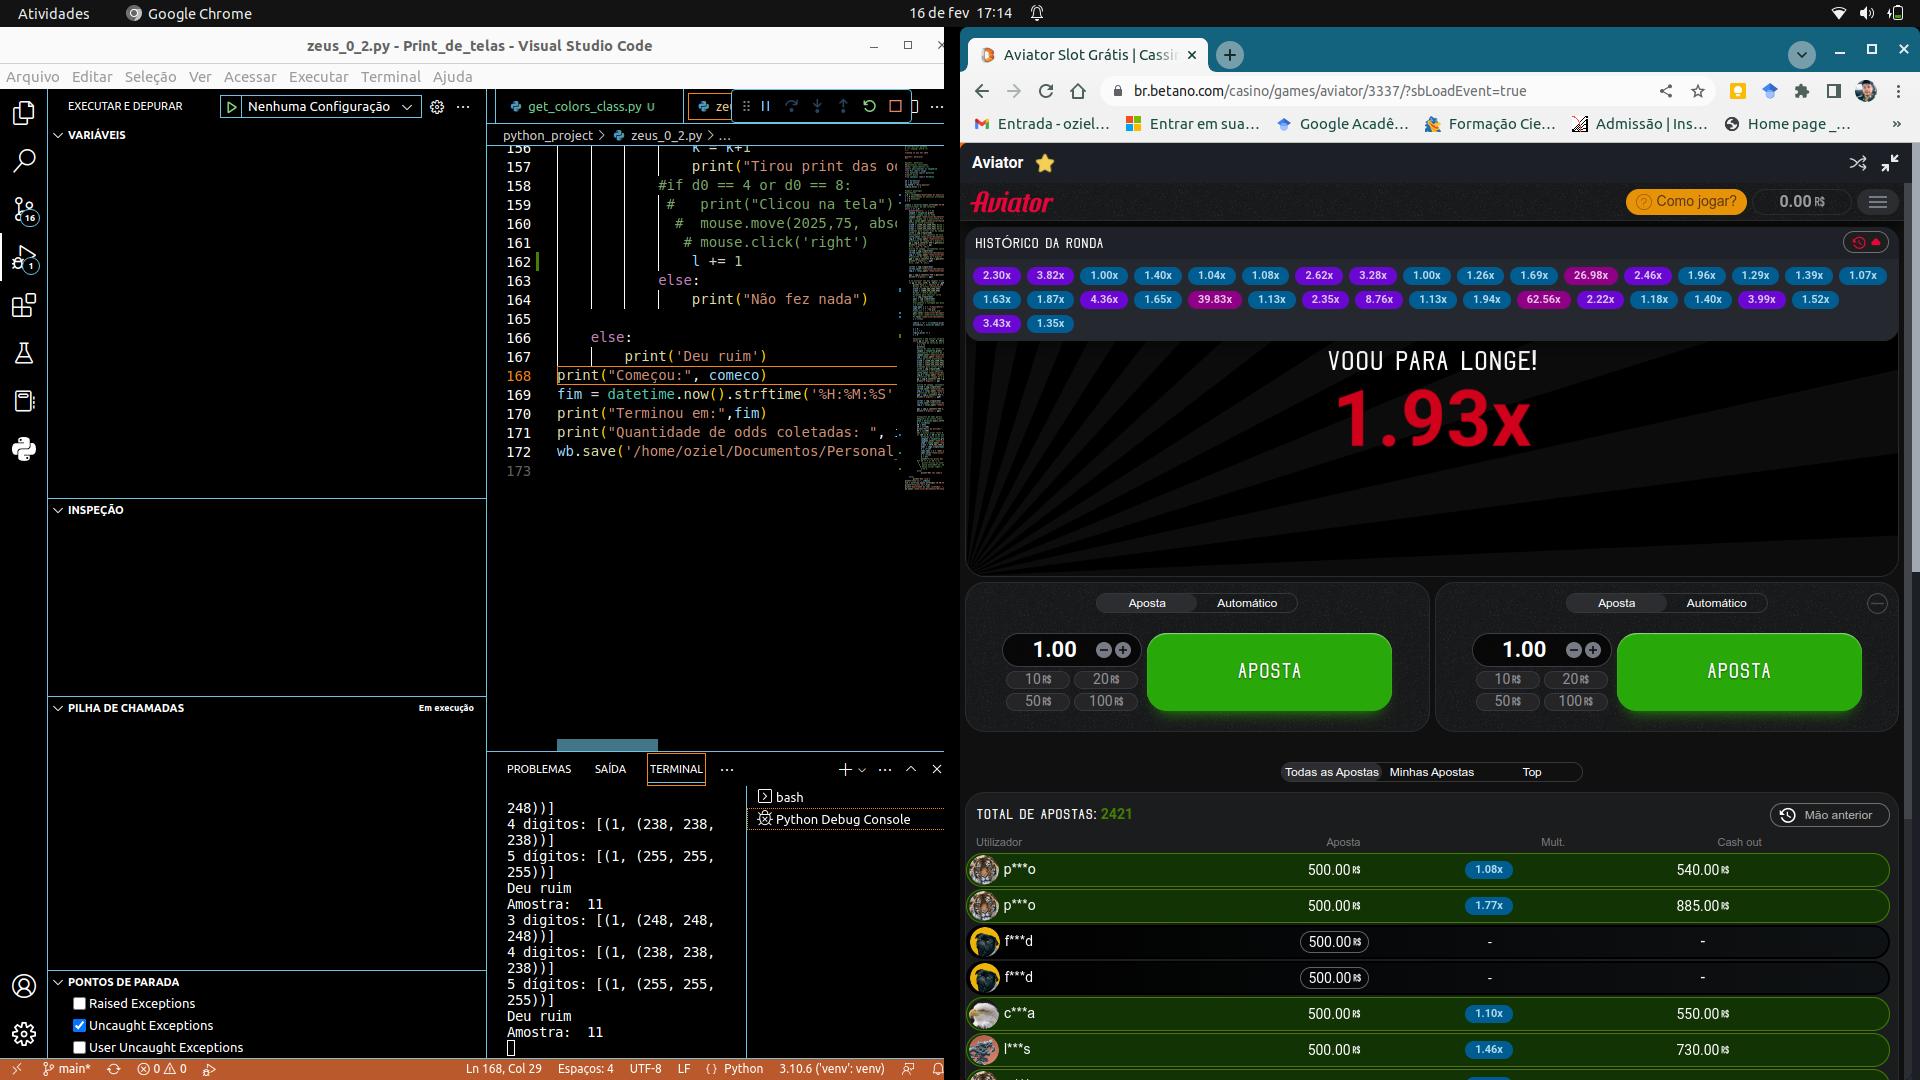 Atividades
Google Chrome
16 de fev 17:14
zeus_0_2.py - Print_de_telas - Visual Studio Code
Arquivo Editar Seleção Ver Acessar Executar Terminal Ajuda
EXECUTAR E DEPURAR
Nenhuma Configuração
VARIÁVEIS
INSPEÇÃO
PILHA DE CHAMADAS
Em execução
PONTOS DE PARADA
Raised Exceptions
Uncaught Exceptions
User Uncaught Exceptions
16
1
get_colors_class.py U
python_project > zeus_0_2.py > ...
156 K = K+1
157 print("Tirou print das
158 #if d0 == 4 or d0 == 8:
159 # print("Clicou na tela")
160 # mouse.move(2025,75,
161 # mouse.click('right')
162 l += 1
163 else:
164 print("Não fez nada")
165
166 else:
167 print('Deu ruim')
168 print("Começou:", comeco)
169 fim = datetime.now().strftime('%H:%M:%S'
170 print("Terminou em:",fim)
171 print("Quantidade de odds coletadas: ",
172 wb.save('/home/oziel/Documentos/Personal
173
PROBLEMAS SAÍDA TERMINAL ...
248))]
4 digitos: [(1, (238, 238,
238))]
5 dígitos: [(1, (255, 255,
255))]
Deu ruim
Amostra: 11
3 digitos: [(1, (248, 248,
248))]
4 digitos: [(1, (238, 238,
238))]
5 dígitos: [(1, (255, 255,
255))]
Deu ruim
Amostra: 11
bash
Python Debug Console
main* 0 0 Ln 168, Col 29 Espaços: 4 UTF-8 LF {} Python 3.10.6 ('venv': venv)
Aviator Slot Grátis | Cassi
br.betano.com/casino/games/aviator/3337/?sbLoadEvent=true
Entrada - oziel... Entrar em sua... Google Acadê... Formação Cie... Admissão | Ins... Home page _... »
Aviator
Aviator
Como jogar?
0.00 R$
HISTÓRICO DA RONDA
2.30x 3.82x 1.00x 1.40x 1.04x 1.08x 2.62x 3.28x 1.00x 1.26x 1.69x 26.98x 2.46x 1.96x 1.29x 1.39x 1.07x
1.63x 1.87x 4.36x 1.65x 39.83x 1.13x 2.35x 8.76x 1.13x 1.94x 62.56x 2.22x 1.18x 1.40x 3.99x 1.52x
3.43x 1.35x
VOOU PARA LONGE!
1.93x
Aposta Automático
1.00
10R$ 20R$
50R$ 100R$
APOSTA
Aposta Automático
1.00
10R$ 20R$
50R$ 100R$
APOSTA
Todas as Apostas Minhas Apostas Top
TOTAL DE APOSTAS: 2421
Mão anterior
Utilizador Aposta Mult. Cash out
p***o 500.00R$ 1.08x 540.00R$
p***o 500.00R$ 1.77x 885.00R$
f***d 500.00R$ - -
f***d 500.00R$ - -
c***a 500.00R$ 1.10x 550.00R$
l***s 500.00R$ 1.46x 730.00R$